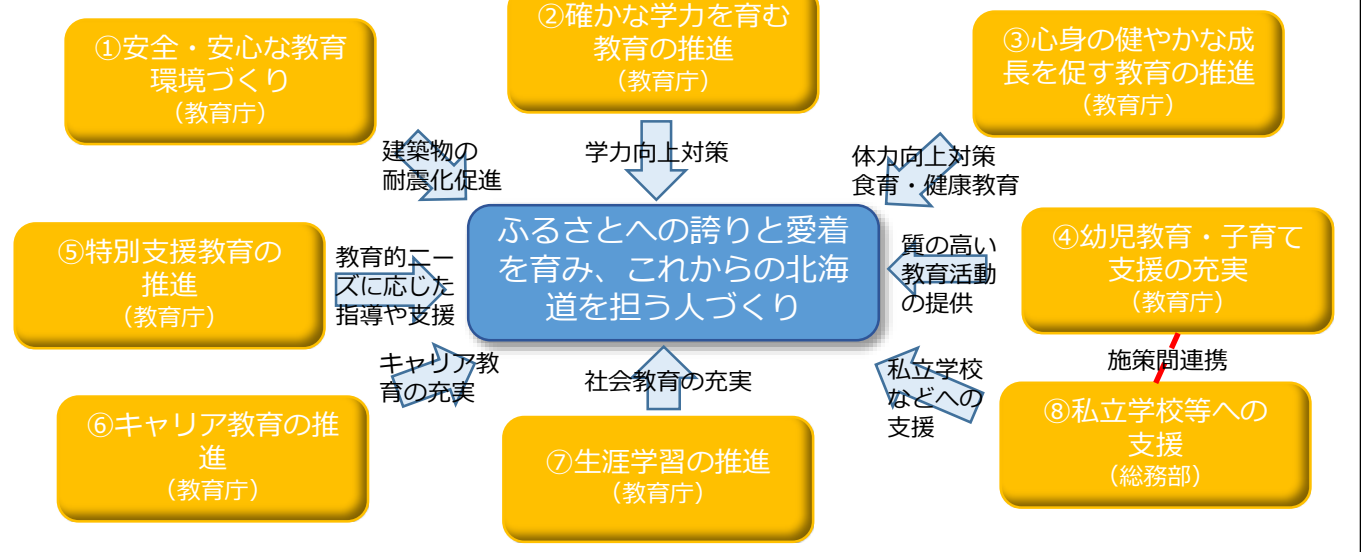 ①安全・安心な教育
環境づくり
（教育庁）
②確かな学力を育む
教育の推進
（教育庁）
③心身の健やかな成
長を促す教育の推進
（教育庁）
建築物の
耐震化促進
学力向上対策
体力向上対策
食育・健康教育
⑤特別支援教育の
推進
（教育庁）
教育的ニー
ズに応じた
指導や支援
ふるさとへの誇りと愛着
を育み、これからの北海
道を担う人づくり
質の高い
教育活動
の提供
④幼児教育・子育て
支援の充実
（教育庁）
キャリア教
育の充実
社会教育の充実
私立学校
などへの
支援
施策間連携
⑥キャリア教育の推
進
（教育庁）
⑦生涯学習の推進
（教育庁）
⑧私立学校等への
支援
（総務部）